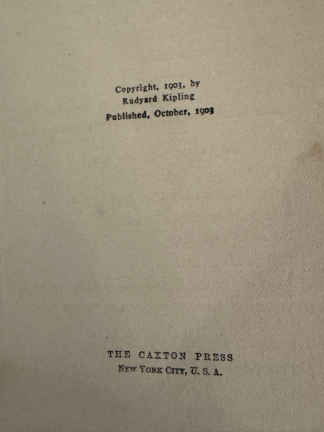 Copyright, 1903, by
Rudyard Kipling
Published, October, 1903
THE CAXTON PRESS
NEW YORK CITY, U. S. A.